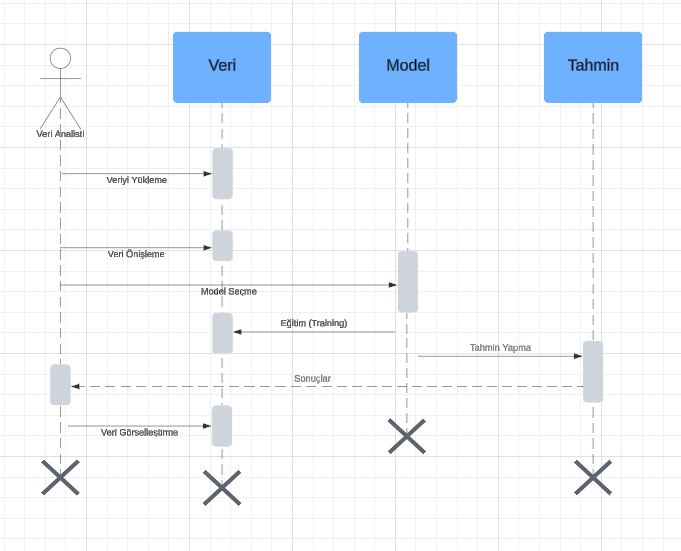 Veri
Model
Tahmin
Veri Analisti
Veriyi Yükleme
Veri Önişleme
Model Seçme
Eğitim (Training)
Tahmin Yapma
Sonuçlar
Veri Görselleştirme